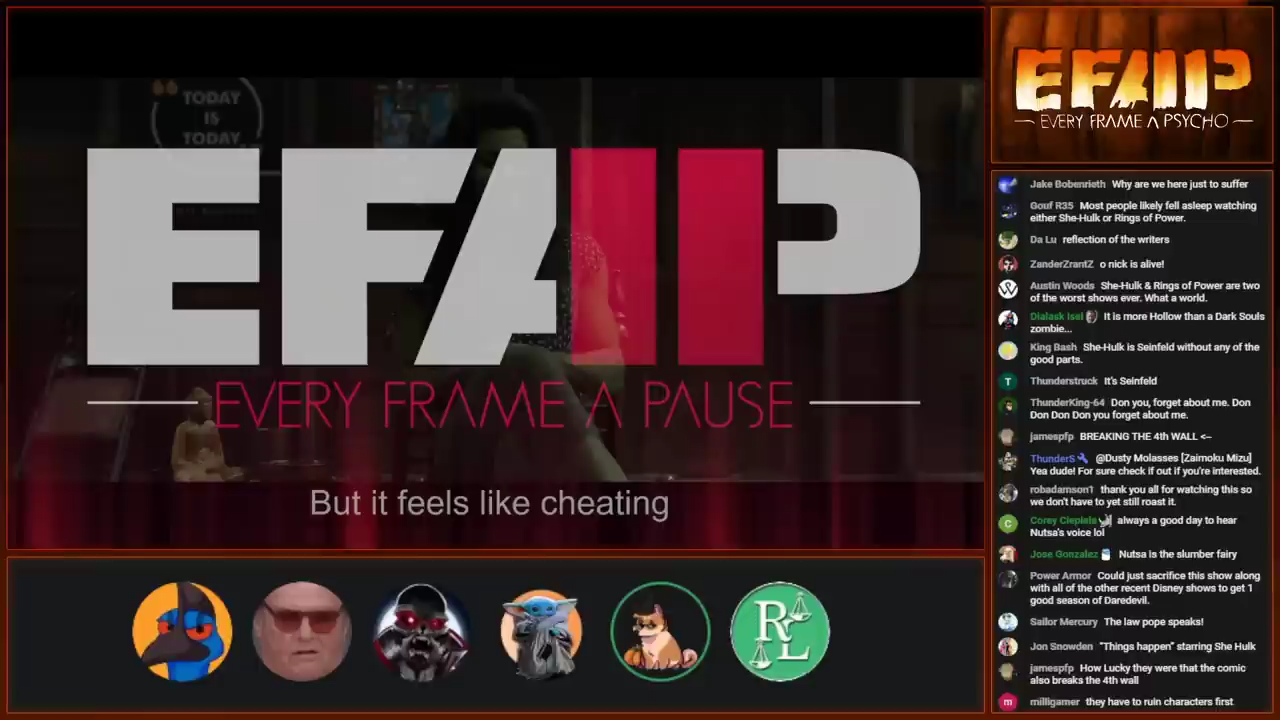 TODAY
IS
TODAY
EFAP
EVERY FRAME A PAUSE
But it feels like cheating
RL
EFAP
EVERY FRAME A PSYCHO
Jake Bobenrieth Why are we here just to suffer
Gouf R35 Most people likely fell asleep watching
either She-Hulk or Rings of Power.
Da Lu reflection of the writers
ZanderZrantZ o nick is alive!
Austin Woods She-Hulk & Rings of Power are two
of the worst shows ever. What a world.
Dialask Isel It is more Hollow than a Dark Souls
zombie...
King Bash She-Hulk is Seinfeld without any of the
good parts.
T Thunderstruck It's Seinfeld
ThunderKing-64 Don you, forget about me. Don
Don Don Don you forget about me.
jamespfp BREAKING THE 4th WALL <–
ThunderS @Dusty Molasses [Zaimoku Mizu]
Yea dude! For sure check if out if you're interested.
robadamson1 thank you all for watching this so
we don't have to yet still roast it.
C Corey Clepiela always a good day to hear
Nutsa's voice lol
Jose Gonzalez Nutsa is the slumber fairy
Power Armor Could just sacrifice this show along
with all of the other recent Disney shows to get 1
good season of Daredevil.
Sailor Mercury The law pope speaks!
Jon Snowden "Things happen" starring She Hulk
jamespfp How Lucky they were that the comic
also breaks the 4th wall
m milligamer they have to ruin characters first